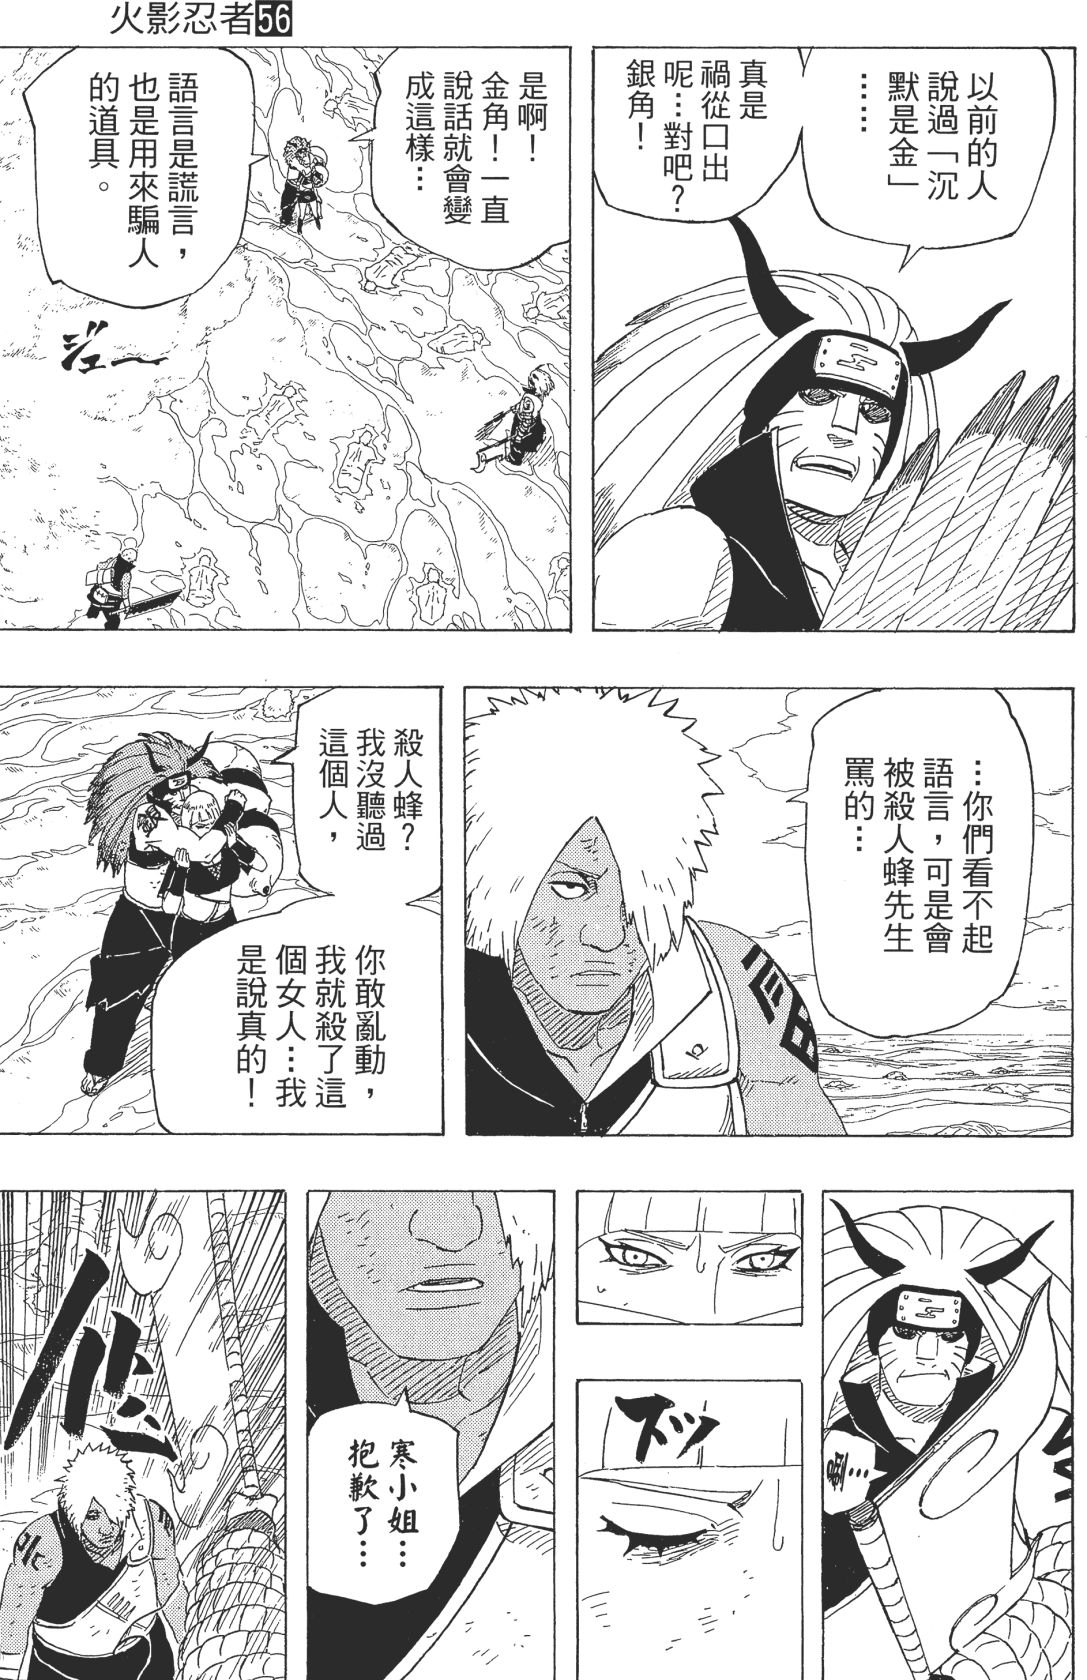 火影忍者56
以前的人
說過「沉
默是金」
……
真是
禍從口出
呢…對吧？
銀角！
是啊！
金角！一直
說話就會變
成這樣…
語言是謊言，
也是用來騙人
的道具。
ジュ〜
…你們看不起
語言，可是會
被殺人蜂先生
罵的…
殺人蜂？
我沒聽過
這個人，
你敢亂動，
我就殺了這
個女人…我
是說真的！
スッ
寒小姐…
抱歉了…
バッ